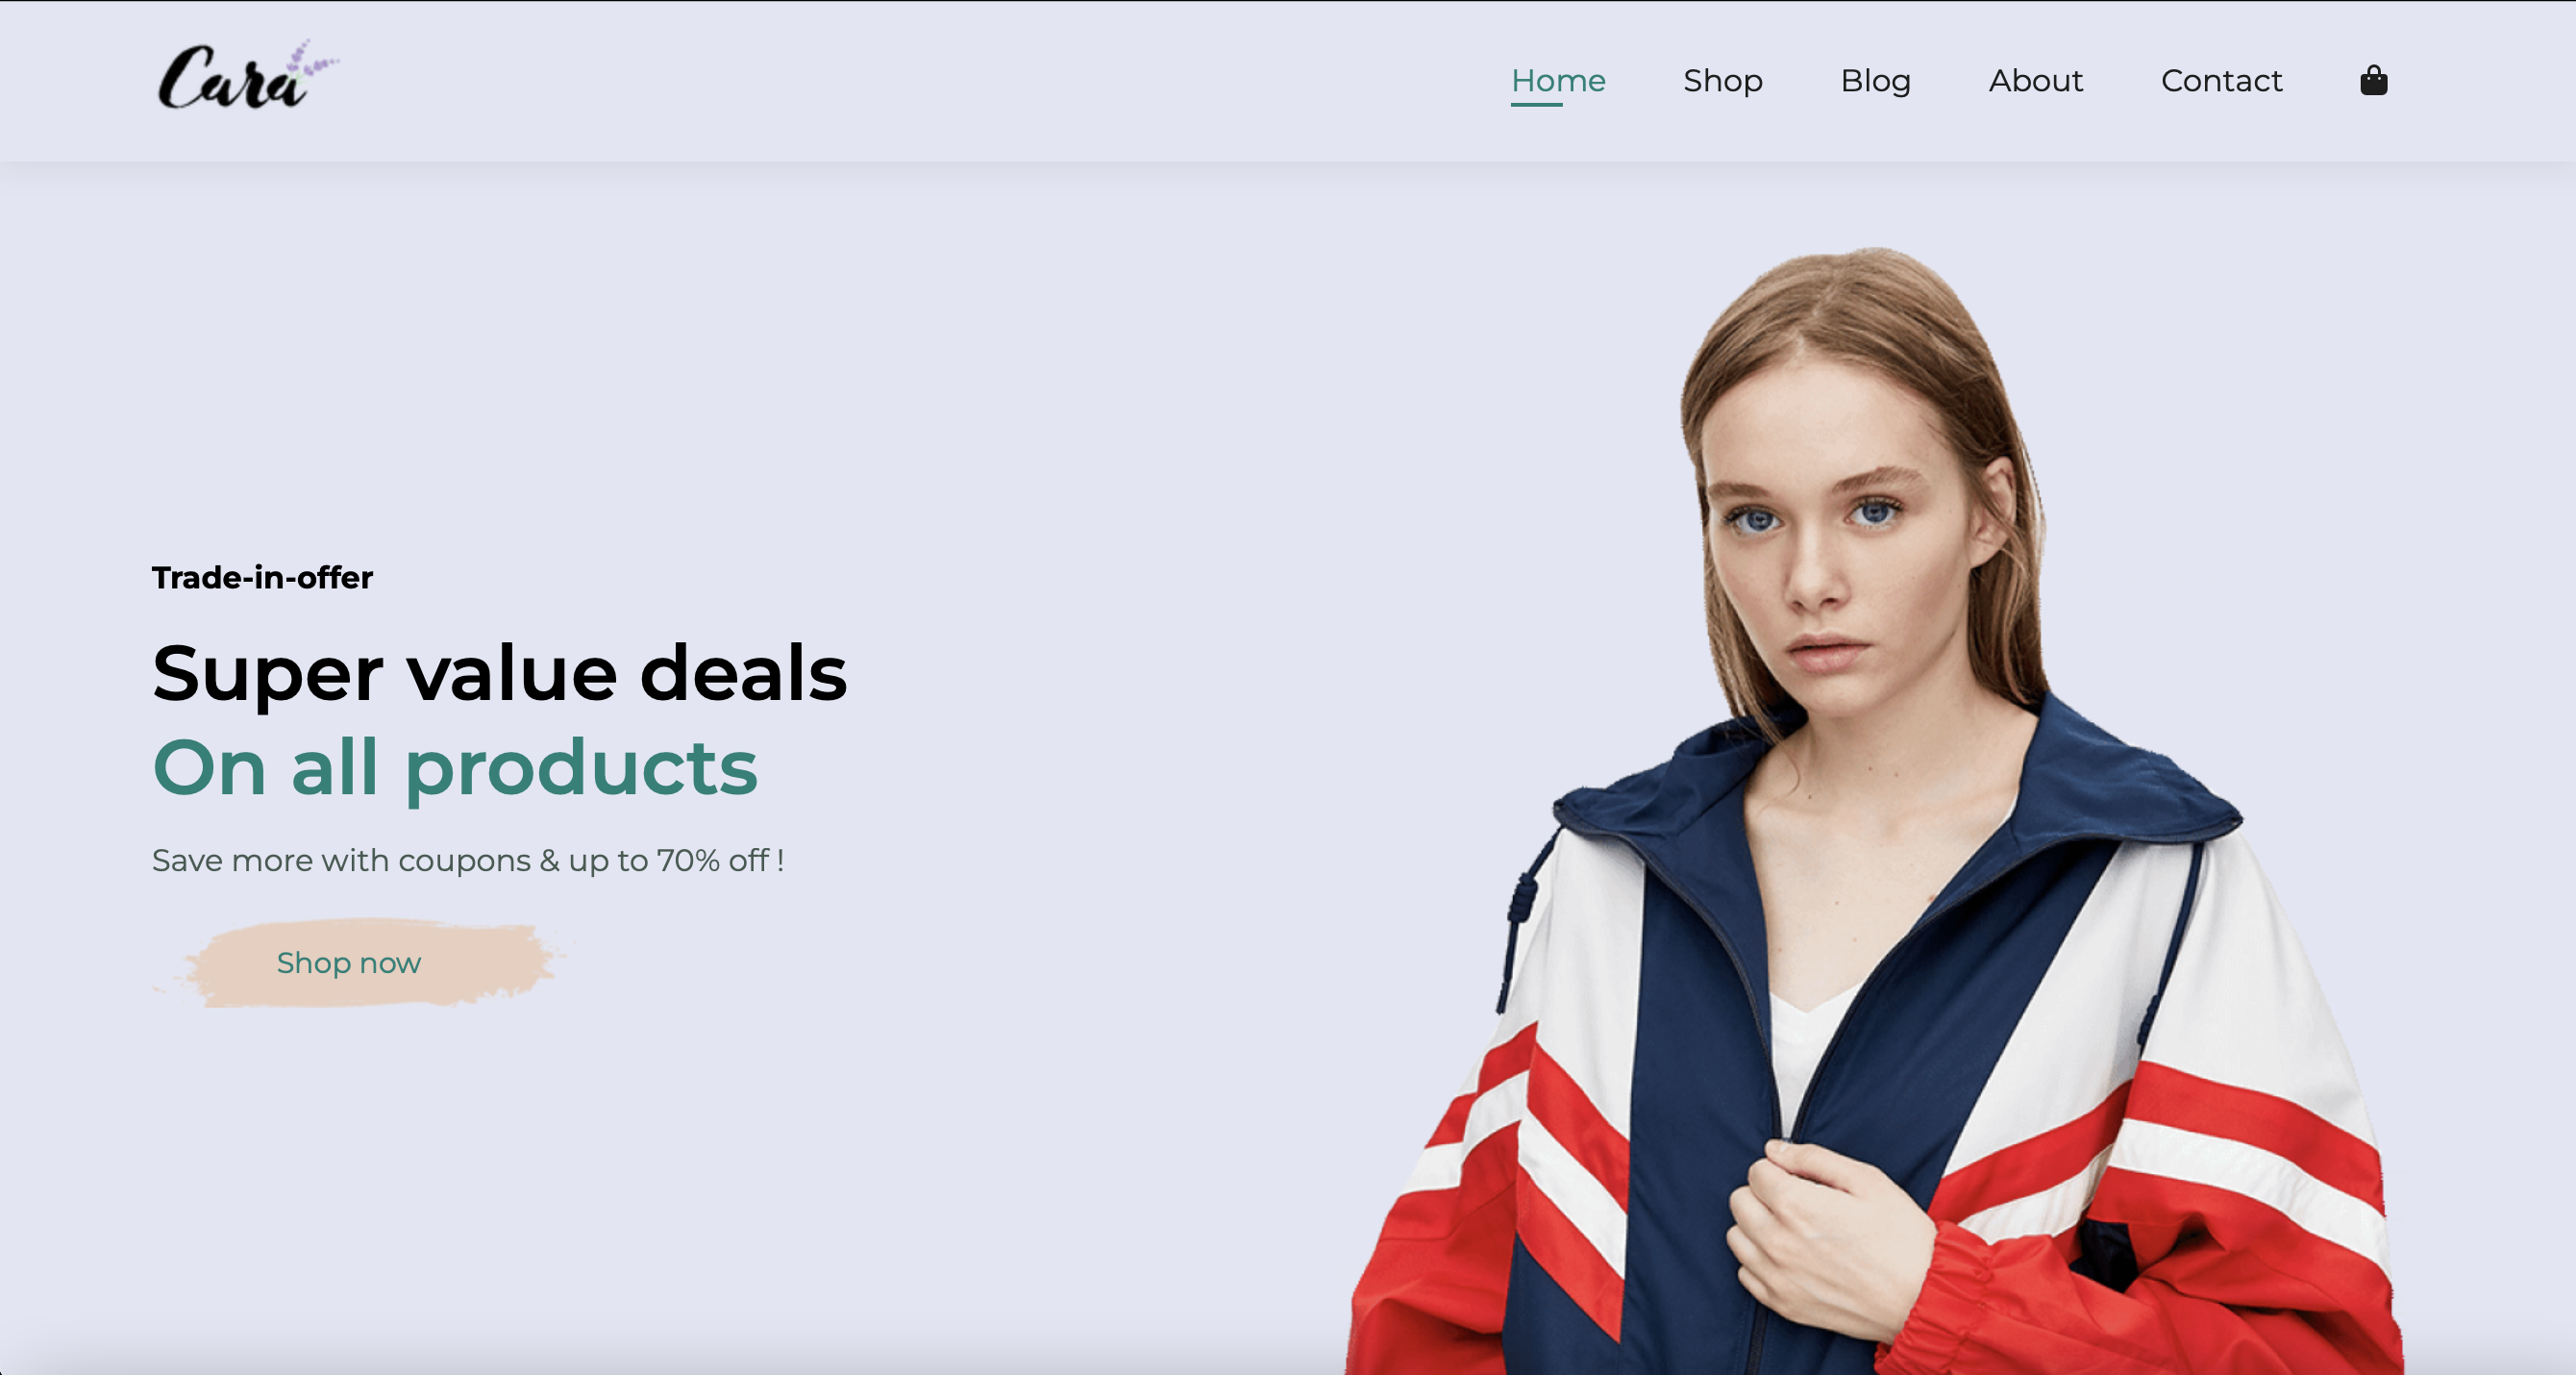 Cara
Home Shop Blog About Contact
Trade-in-offer
Super value deals
On all products
Save more with coupons & up to 70% off !
Shop now